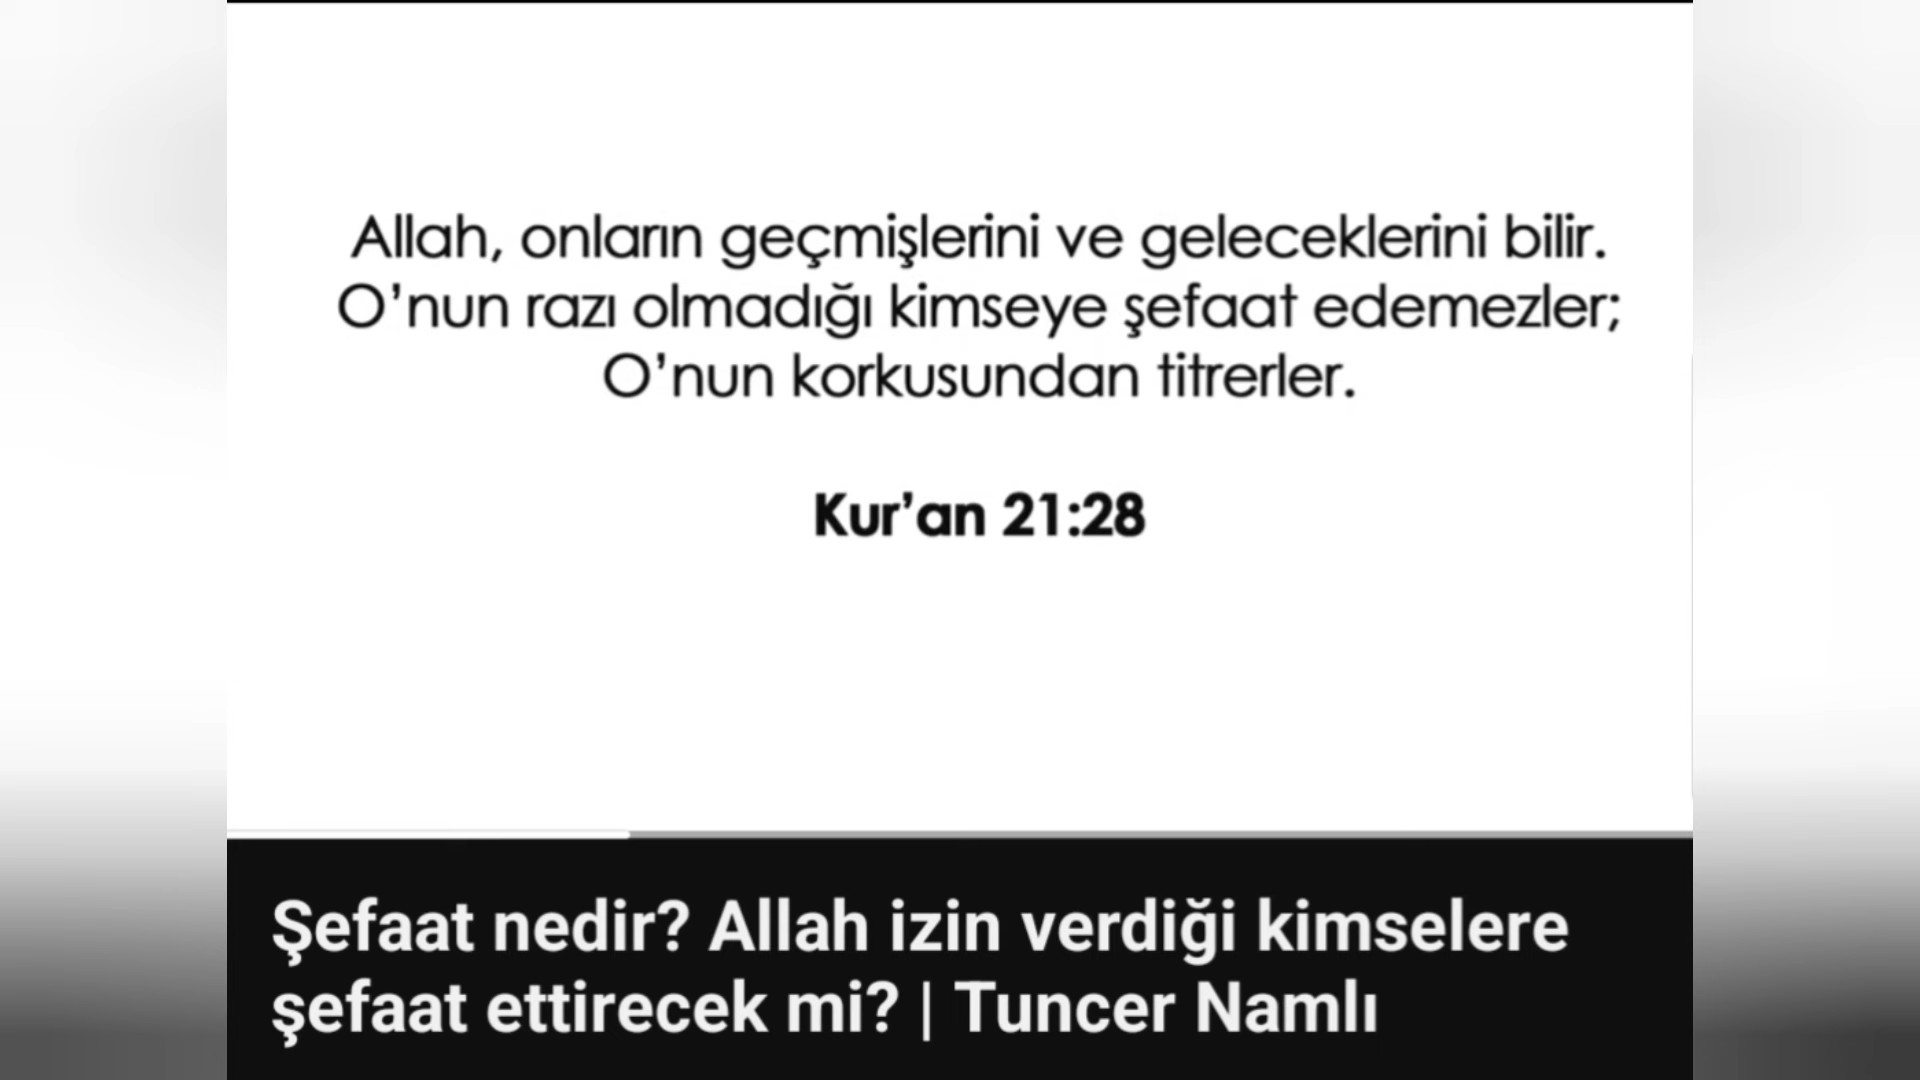 Allah, onların geçmişlerini ve geleceklerini bilir.
O’nun razı olmadığı kimseye şefaat edemezler;
O’nun korkusundan titrerler.
Kur’an 21:28
Şefaat nedir? Allah izin verdiği kimselere
şefaat ettirecek mi? | Tuncer Namlı